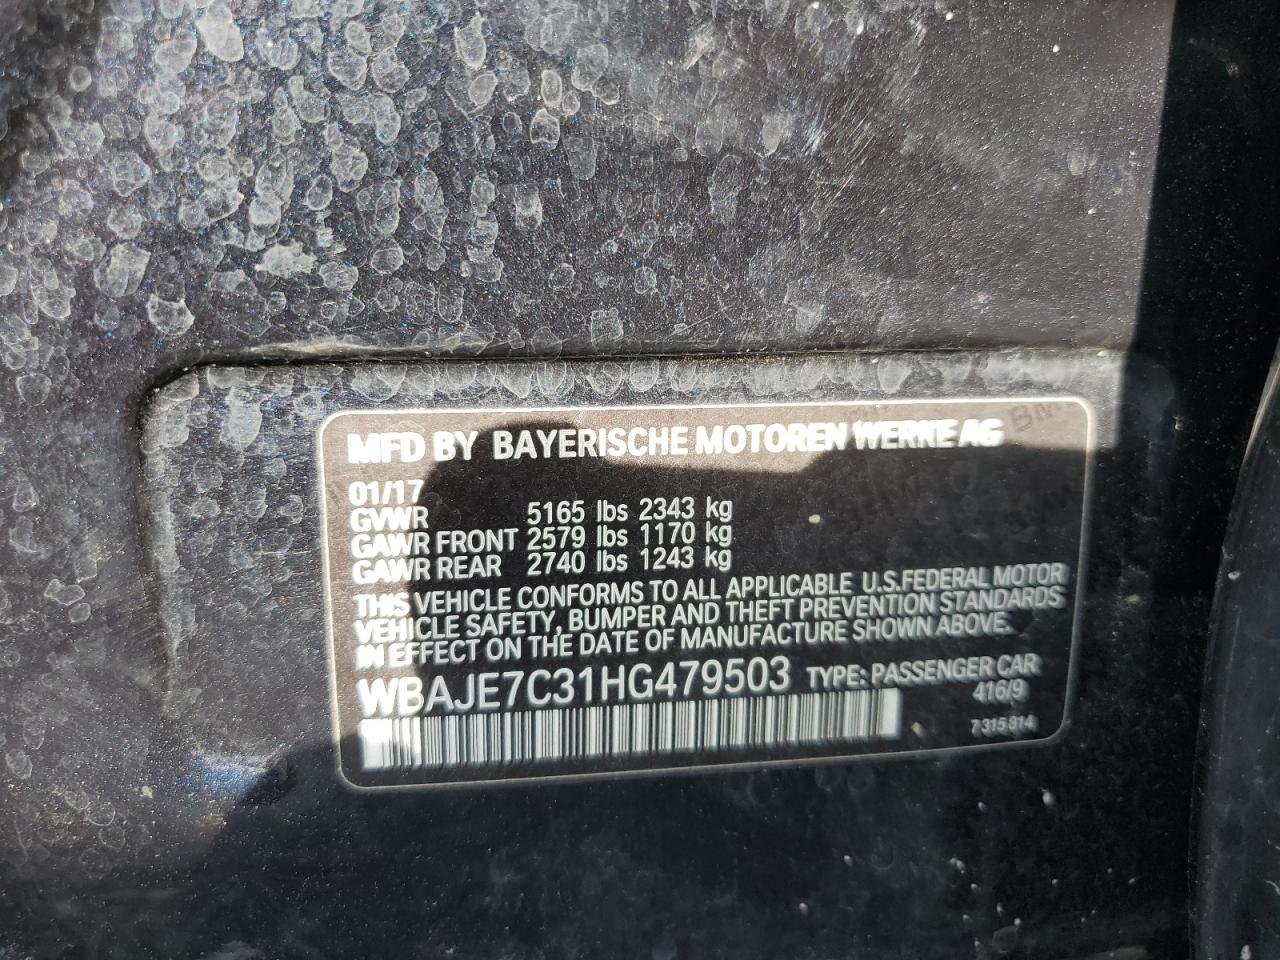 MFD BY BAYERISCHE MOTOREN WERKE AG
01/17
GVWR 5165 lbs 2343 kg
GAWR FRONT 2579 lbs 1170 kg
GAWR REAR 2740 lbs 1243 kg
THIS VEHICLE CONFORMS TO ALL APPLICABLE U.S.FEDERAL MOTOR
VEHICLE SAFETY, BUMPER AND THEFT PREVENTION STANDARDS
IN EFFECT ON THE DATE OF MANUFACTURE SHOWN ABOVE.
WBAJE7C31HG479503 TYPE: PASSENGER CAR
416/9
7 315 814